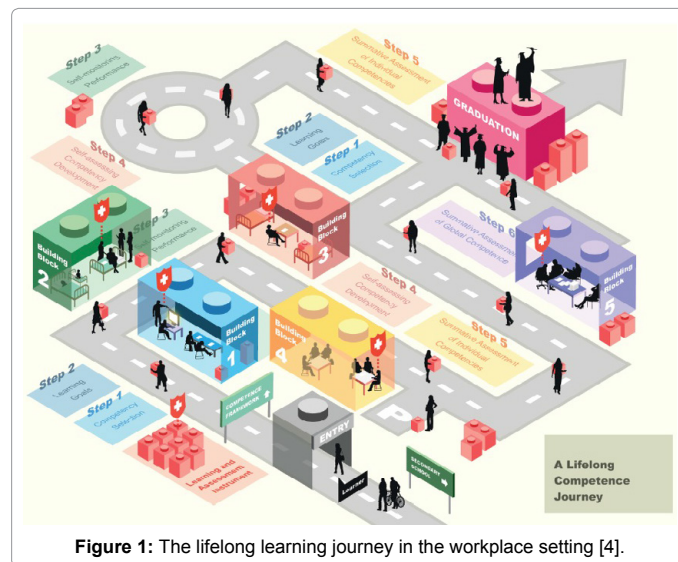 Step 3
Self-monitoring
Performance
Step 5
Summative Assessment
of Individual
Competencies
GRADUATION
Step 2
Learning
Goals
Step 1
Competency
Selection
Step 4
Self-assessing
Competency
Development
Step 3
Self-monitoring
Performance
Building
Block
2
Building
Block
3
Step 6
Summative Assessment
of Global Competence
Building
Block
5
Building
Block
1
Building
Block
4
Step 4
Self-assessing
Competency
Development
Step 5
Summative Assessment
of Individual
Competencies
Step 2
Learning
Goals
Step 1
Competency
Selection
Learning and
Assessment
Instrument
COMPETENCE
FRAMEWORK
ENTRY
P
Learner
SECONDARY
SCHOOL
A Lifelong
Competence
Journey
Figure 1: The lifelong learning journey in the workplace setting [4].